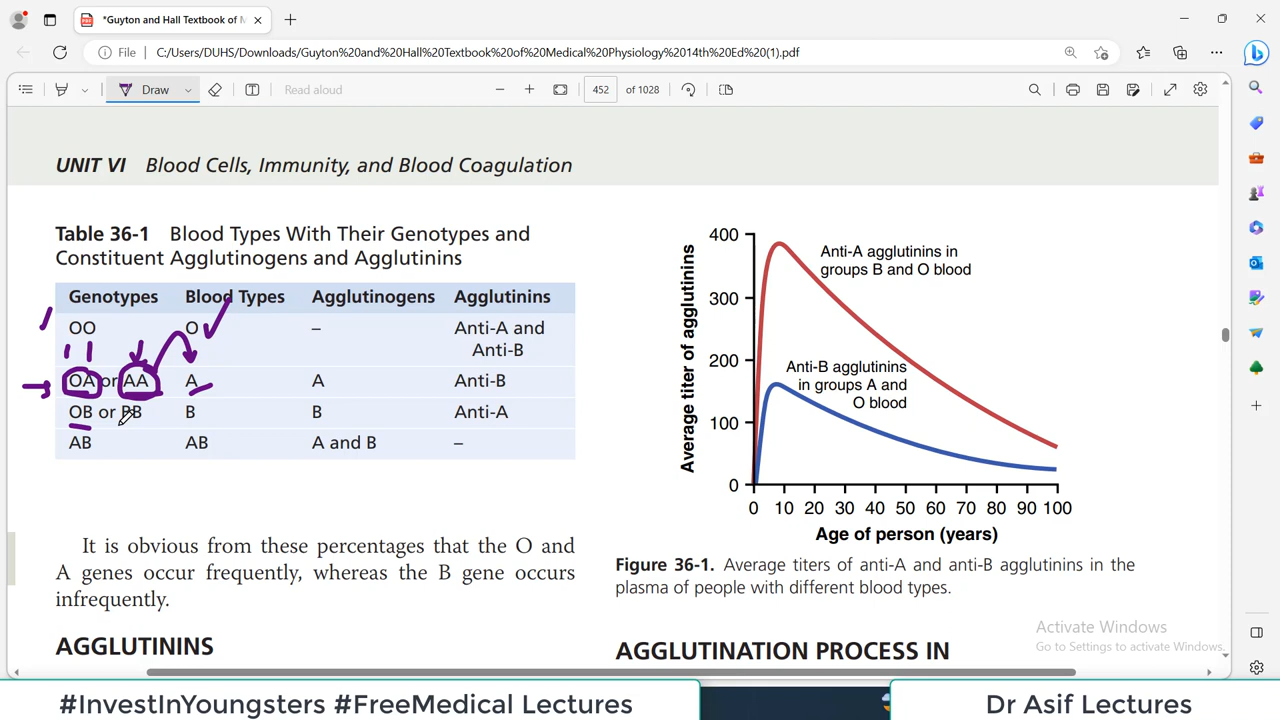 *Guyton and Hall Textbook of M
File
C:/Users/DUHS/Downloads/Guyton%20and%20Hall%20Textbook%20of%20Medical%20Physiology%2014th%20Ed%20(1).pdf
Draw
Read aloud
452 of 1028
UNIT VI Blood Cells, Immunity, and Blood Coagulation
Table 36-1 Blood Types With Their Genotypes and
Constituent Agglutinogens and Agglutinins
Genotypes Blood Types Agglutinogens Agglutinins
OO O – Anti-A and
Anti-B
OA or AA A A Anti-B
OB or BB B B Anti-A
AB AB A and B –
It is obvious from these percentages that the O and
A genes occur frequently, whereas the B gene occurs
infrequently.
AGGLUTININS
Average titer of agglutinins
400
300
200
100
0
Anti-A agglutinins in
groups B and O blood
Anti-B agglutinins
in groups A and
O blood
0 10 20 30 40 50 60 70 80 90 100
Age of person (years)
Figure 36-1. Average titers of anti-A and anti-B agglutinins in the
plasma of people with different blood types.
AGGLUTINATION PROCESS IN
Activate Windows
Go to Settings to activate Windows.
#InvestInYoungsters #FreeMedical Lectures
Dr Asif Lectures